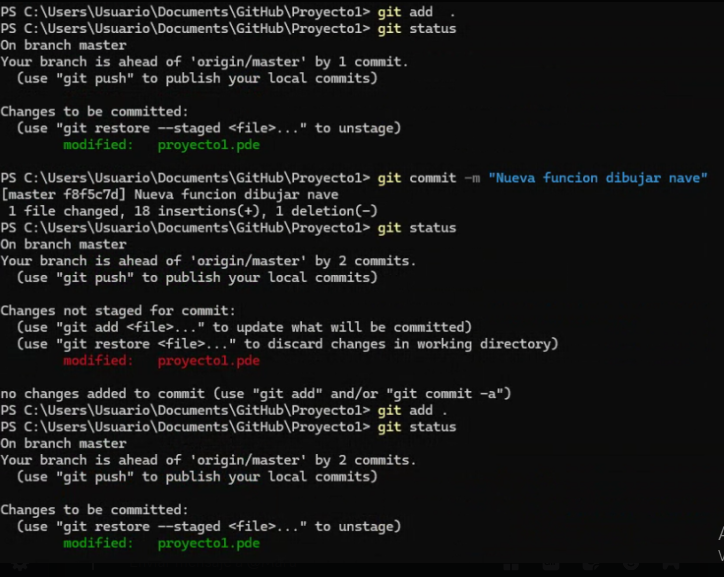 PS C:\Users\Usuario\Documents\GitHub\Proyecto1> git add  .
PS C:\Users\Usuario\Documents\GitHub\Proyecto1> git status
On branch master
Your branch is ahead of 'origin/master' by 1 commit.
  (use "git push" to publish your local commits)

Changes to be committed:
  (use "git restore --staged <file>..." to unstage)
        modified:   proyecto1.pde

PS C:\Users\Usuario\Documents\GitHub\Proyecto1> git commit -m "Nueva funcion dibujar nave"
[master f8f5c7d] Nueva funcion dibujar nave
 1 file changed, 18 insertions(+), 1 deletion(-)
PS C:\Users\Usuario\Documents\GitHub\Proyecto1> git status
On branch master
Your branch is ahead of 'origin/master' by 2 commits.
  (use "git push" to publish your local commits)

Changes not staged for commit:
  (use "git add <file>..." to update what will be committed)
  (use "git restore <file>..." to discard changes in working directory)
        modified:   proyecto1.pde

no changes added to commit (use "git add" and/or "git commit -a")
PS C:\Users\Usuario\Documents\GitHub\Proyecto1> git add .
PS C:\Users\Usuario\Documents\GitHub\Proyecto1> git status
On branch master
Your branch is ahead of 'origin/master' by 2 commits.
  (use "git push" to publish your local commits)

Changes to be committed:
  (use "git restore --staged <file>..." to unstage)
        modified:   proyecto1.pde